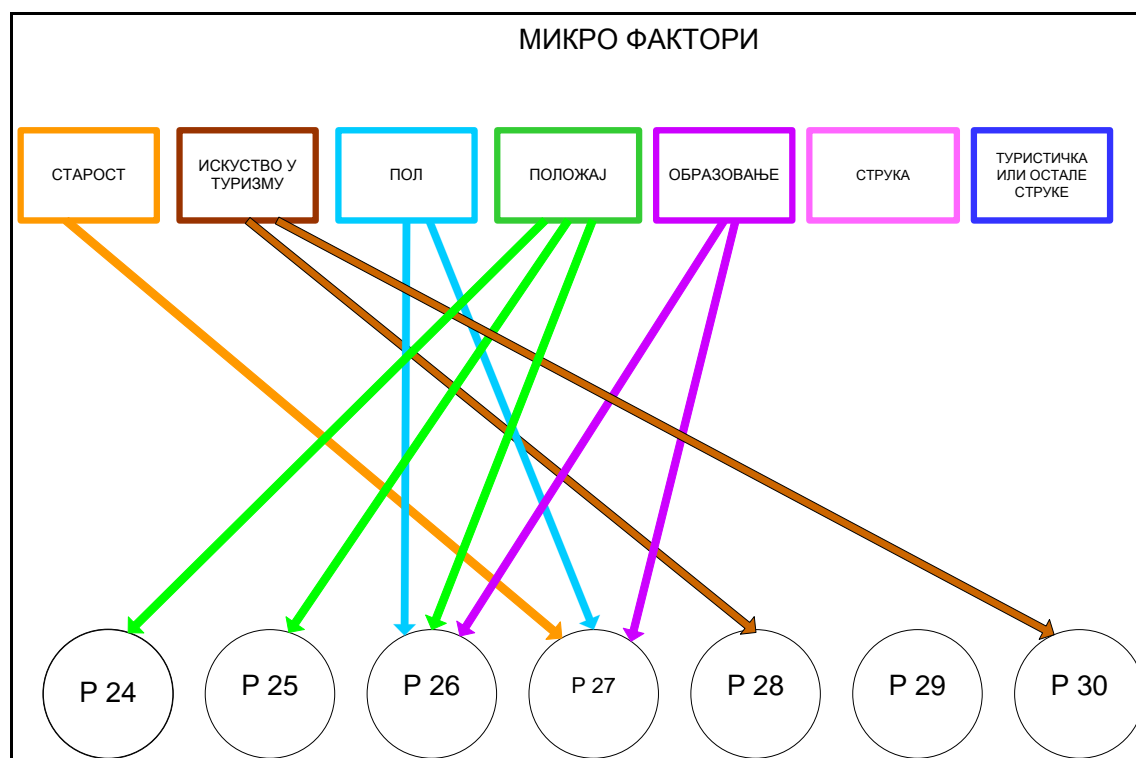 МИКРО ФАКТОРИ
СТАРОСТ
ИСКУСТВО У
ТУРИЗМУ
ПОЛ
ПОЛОЖАЈ
ОБРАЗОВАЊЕ
СТРУКА
ТУРИСТИЧКА
ИЛИ ОСТАЛЕ
СТРУКЕ
Р 24
Р 25
Р 26
Р 27
Р 28
Р 29
Р 30